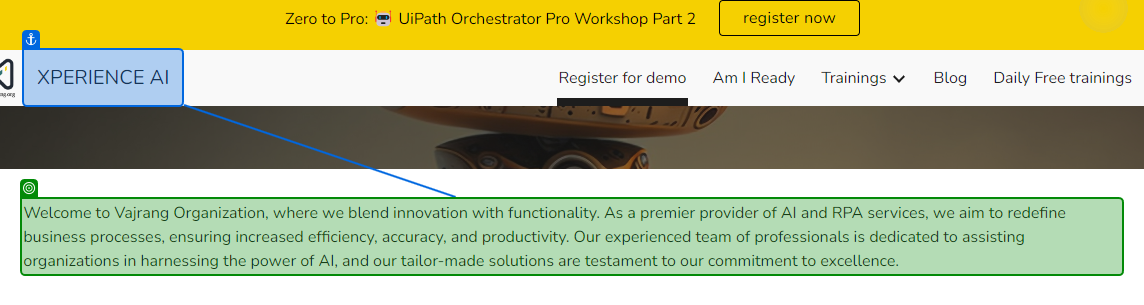 Zero to Pro: 🤖 UiPath Orchestrator Pro Workshop Part 2
register now
XPERIENCE AI
Register for demo
Am I Ready
Trainings
Blog
Daily Free trainings
Welcome to Vajrang Organization, where we blend innovation with functionality. As a premier provider of AI and RPA services, we aim to redefine
business processes, ensuring increased efficiency, accuracy, and productivity. Our experienced team of professionals is dedicated to assisting
organizations in harnessing the power of AI, and our tailor-made solutions are testament to our commitment to excellence.